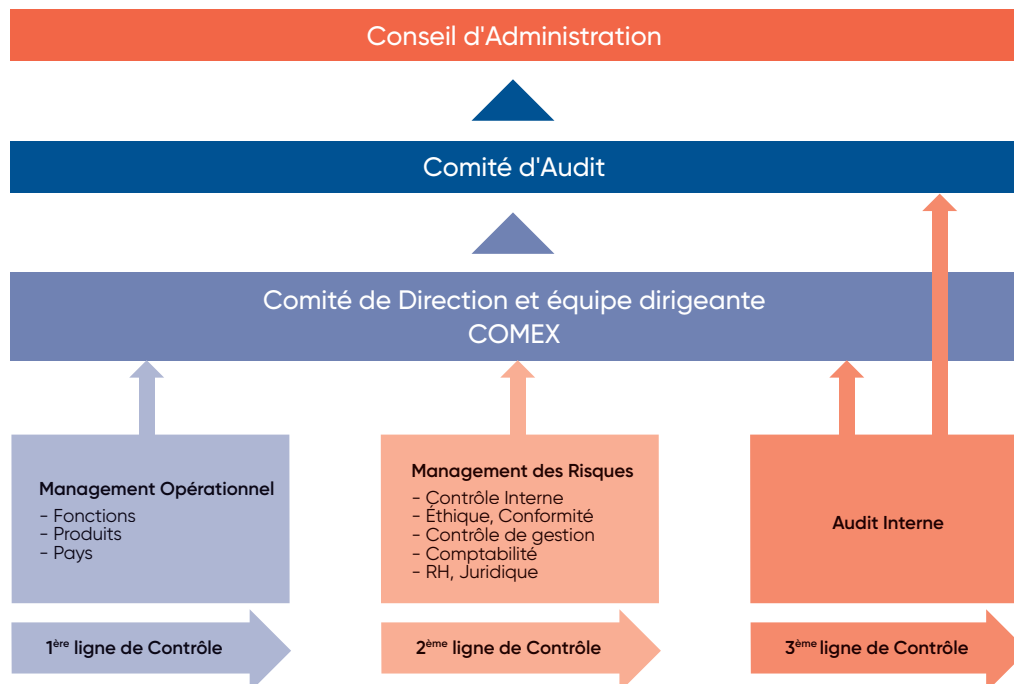 Conseil d'Administration
Comité d'Audit
Comité de Direction et équipe dirigeante
COMEX
Management Opérationnel
- Fonctions
- Produits
- Pays
Management des Risques
- Contrôle Interne
- Éthique, Conformité
- Contrôle de gestion
- Comptabilité
- RH, Juridique
Audit Interne
1ère ligne de Contrôle
2ème ligne de Contrôle
3ème ligne de Contrôle